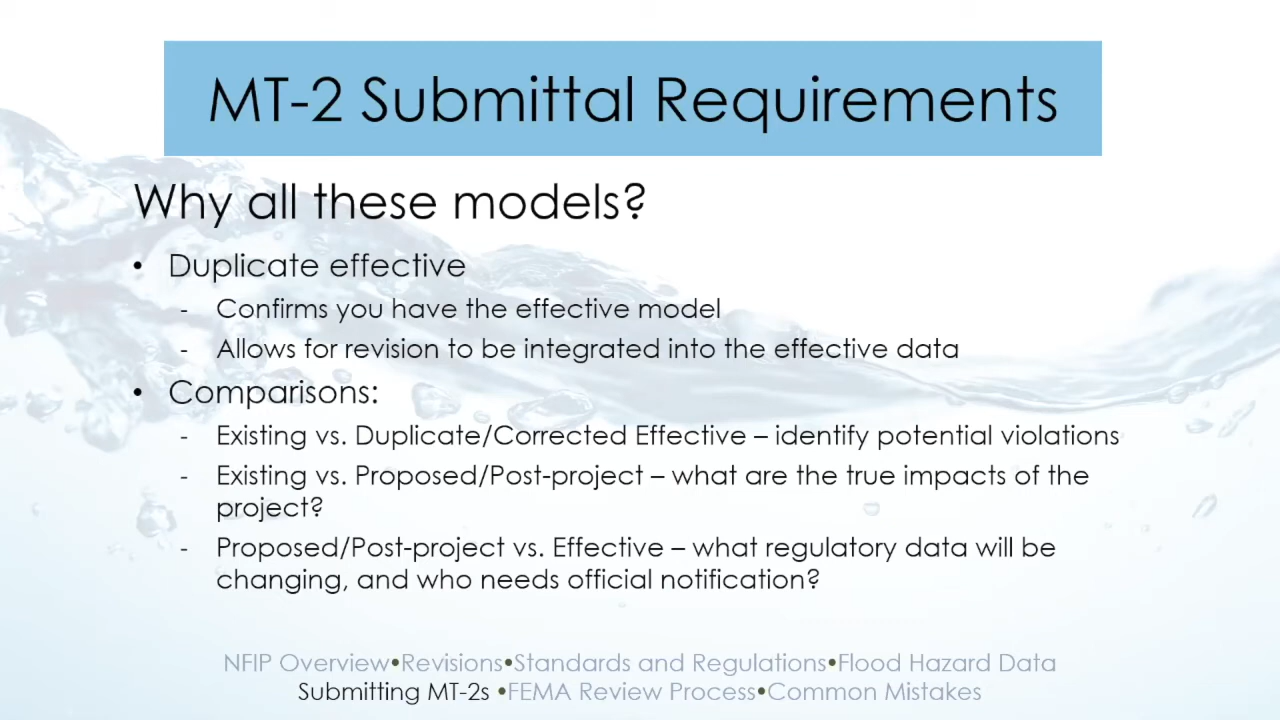 MT-2 Submittal Requirements
Why all these models?
• Duplicate effective
- Confirms you have the effective model
- Allows for revision to be integrated into the effective data
• Comparisons:
- Existing vs. Duplicate/Corrected Effective – identify potential violations
- Existing vs. Proposed/Post-project – what are the true impacts of the
project?
- Proposed/Post-project vs. Effective – what regulatory data will be
changing, and who needs official notification?
NFIP Overview•Revisions•Standards and Regulations•Flood Hazard Data
Submitting MT-2s •FEMA Review Process•Common Mistakes